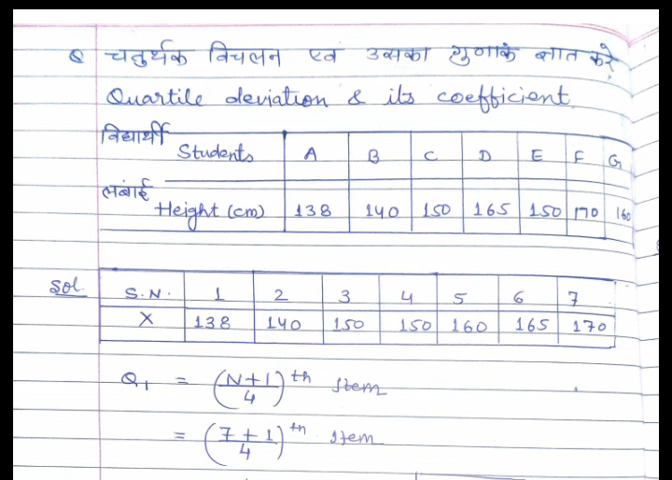 Q चतुर्थक विचलन एवं उसका गुणांक ज्ञात करे
Quartile deviation & its coefficient.
विद्यार्थी Students A B C D E F G
लंबाई Height (cm) 138 140 150 165 150 170 160
Sol. S.N. 1 2 3 4 5 6 7
X 138 140 150 150 160 165 170
Q1 = (N+1/4)th Item
= (7+1/4)th Item